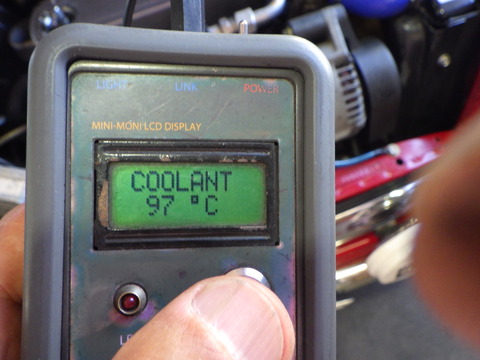 LIGHT LINK POWER
MINI-MONI LCD DISPLAY
COOLANT
97 °C